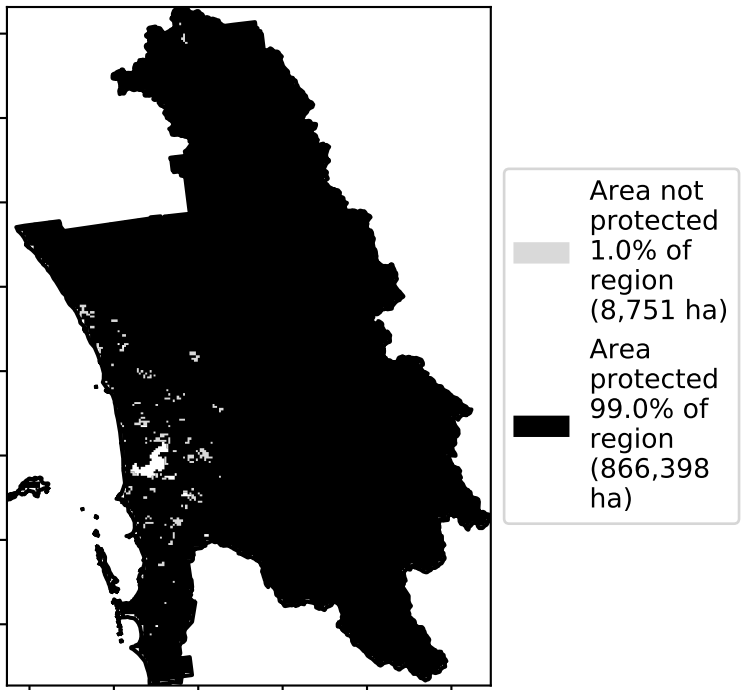 Area not
protected
1.0% of
region
(8,751 ha)
Area
protected
99.0% of
region
(866,398
ha)